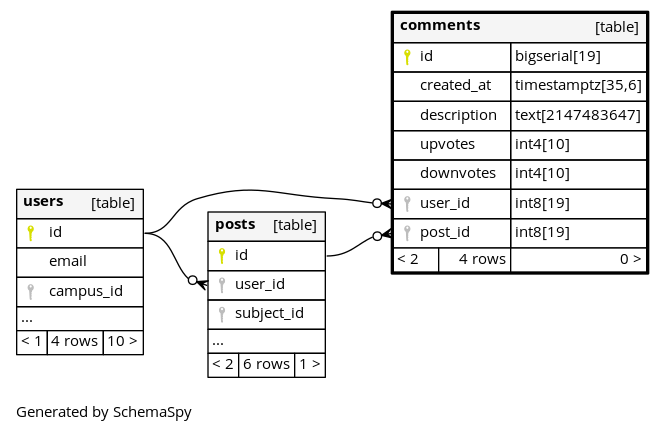 comments [table]
id bigserial[19]
created_at timestamptz[35,6]
description text[2147483647]
upvotes int4[10]
downvotes int4[10]
user_id int8[19]
post_id int8[19]
< 2 4 rows 0 >
users [table]
id
email
campus_id
...
< 1 4 rows 10 >
posts [table]
id
user_id
subject_id
...
< 2 6 rows 1 >
Generated by SchemaSpy